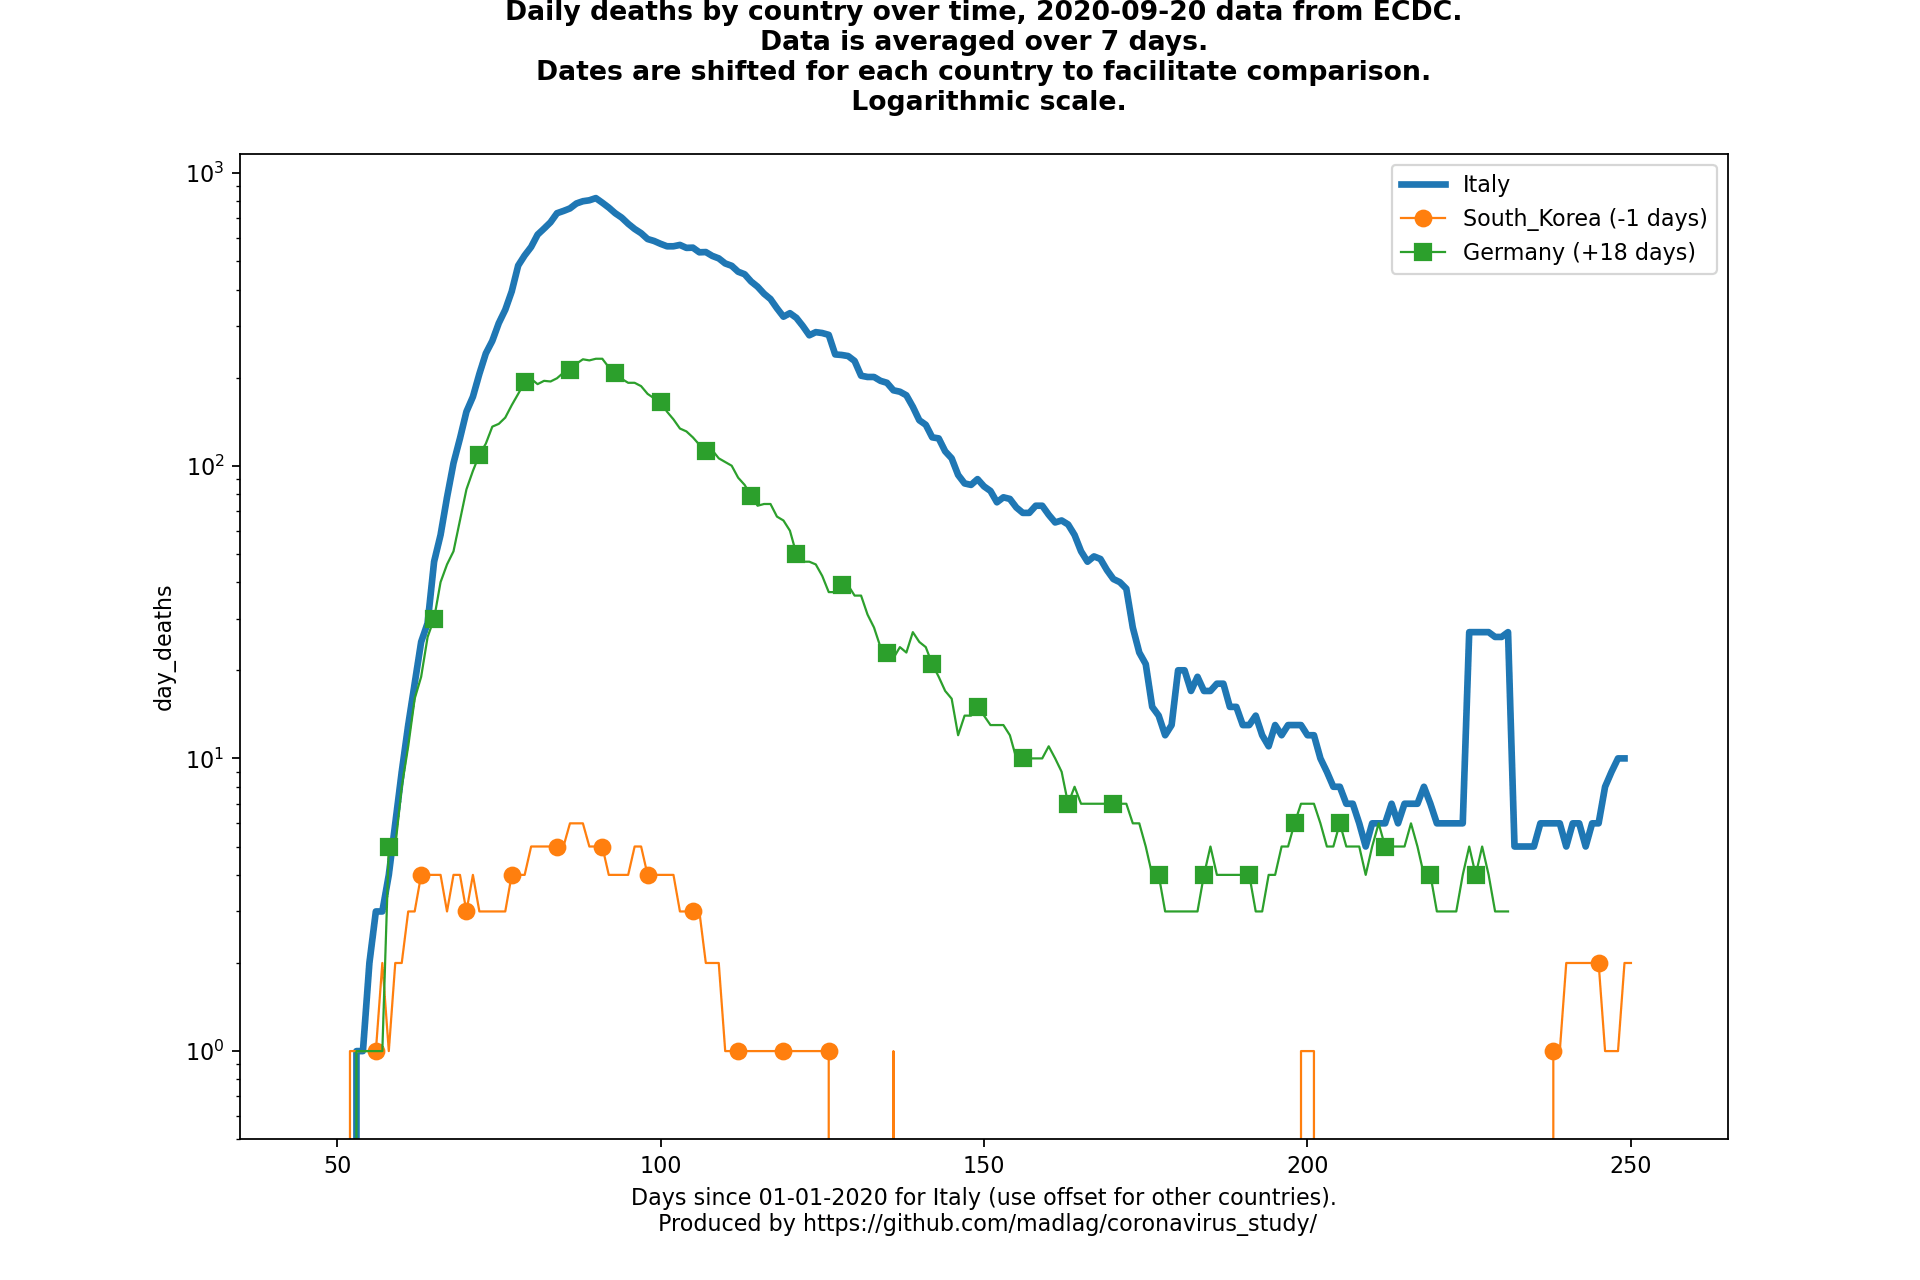 Daily deaths by country over time, 2020-09-20 data from ECDC.
Data is averaged over 7 days.
Dates are shifted for each country to facilitate comparison.
Logarithmic scale.
10³
10²
10¹
10⁰
day_deaths
Italy
South_Korea (-1 days)
Germany (+18 days)
50 100 150 200 250
Days since 01-01-2020 for Italy (use offset for other countries).
Produced by https://github.com/madlag/coronavirus_study/